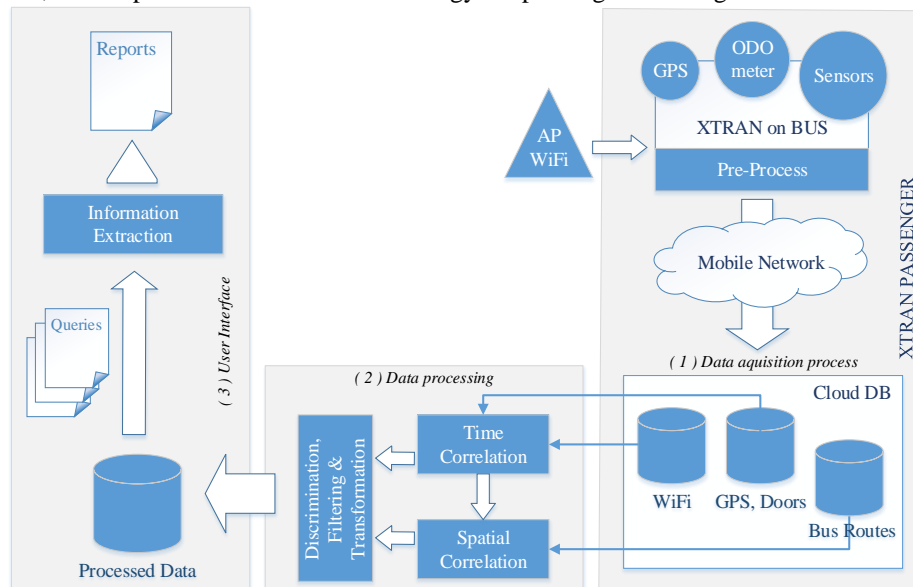 Reports
Information
Extraction
Queries
( 3 ) User Interface
Processed Data
( 2 ) Data processing
Discrimination,
Filtering &
Transformation
Time
Correlation
Spatial
Correlation
AP
WiFi
GPS
ODO
meter
Sensors
XTRAN on BUS
Pre-Process
Mobile Network
XTRAN PASSENGER
( 1 ) Data aquisition process
Cloud DB
WiFi
GPS, Doors
Bus Routes